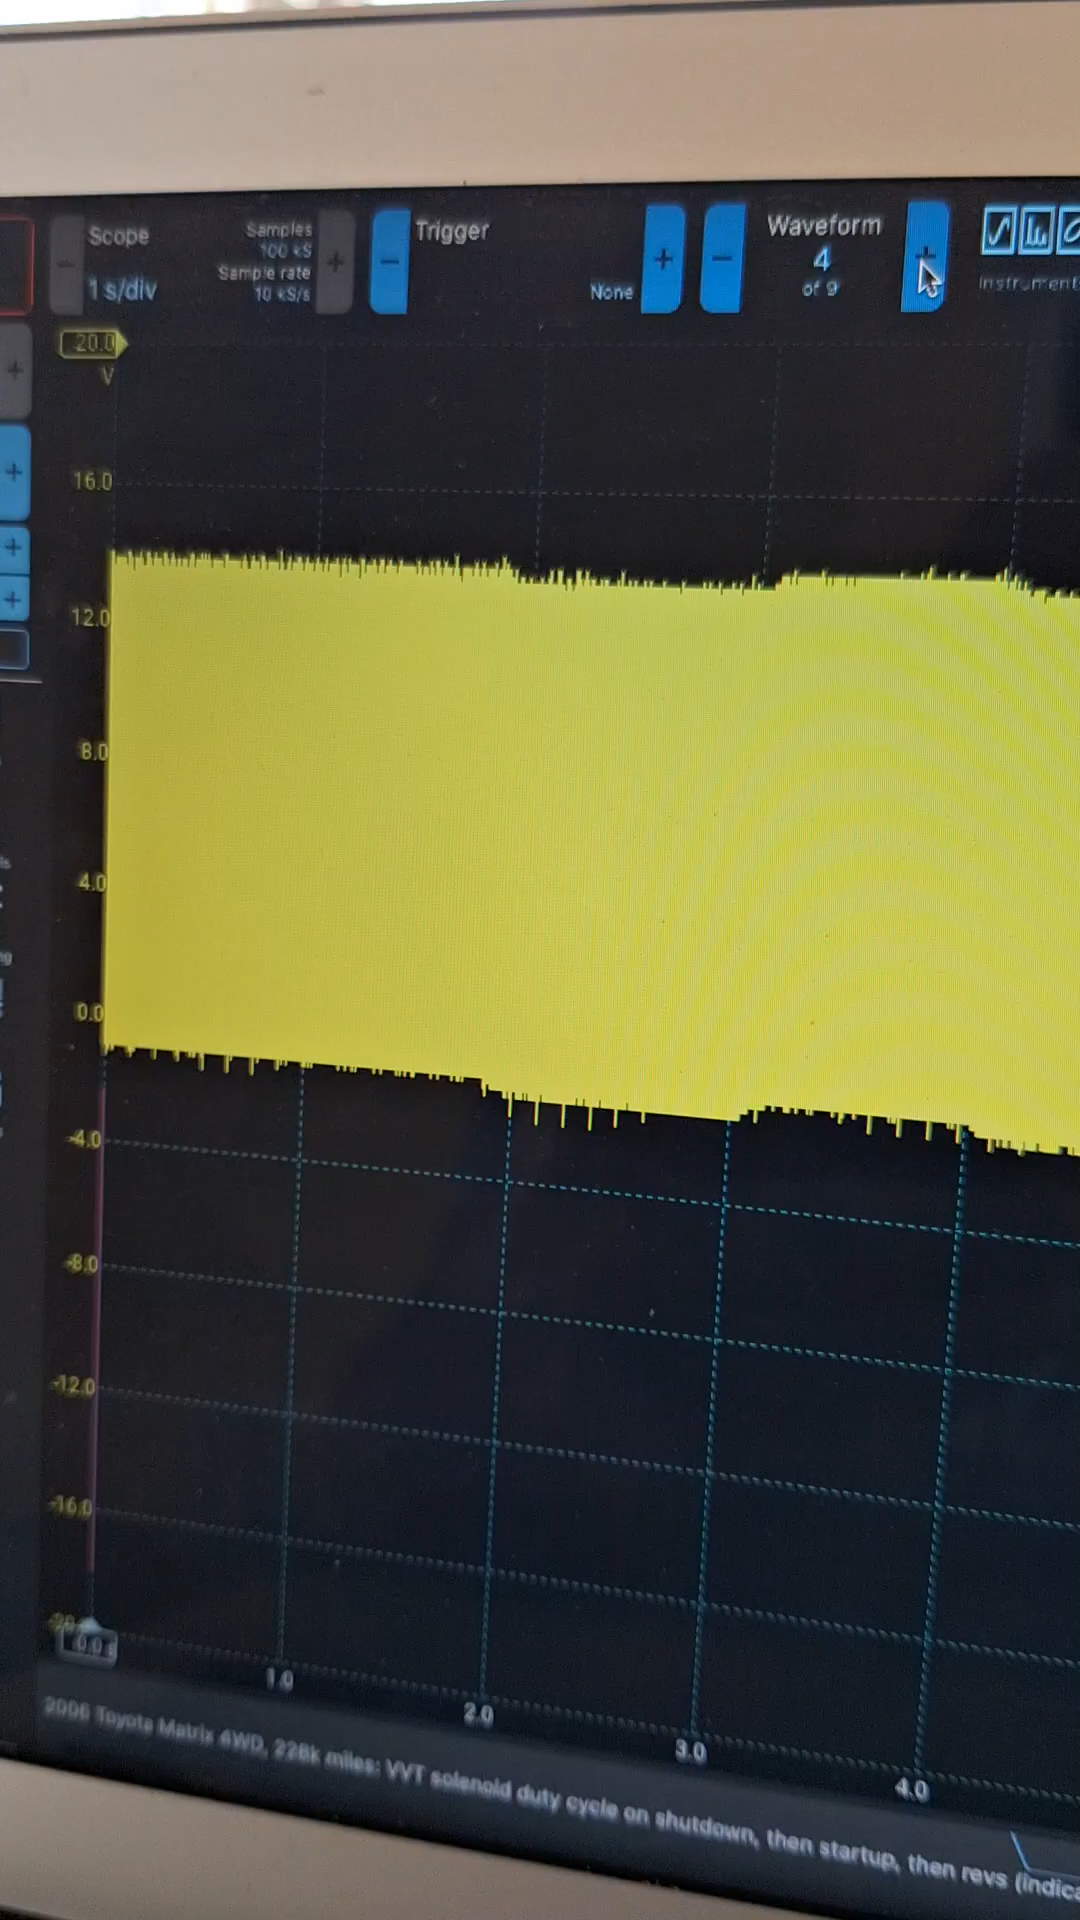 Scope
1 s/div
Samples
100 kS
Sample rate
10 kS/s
Trigger
None
Waveform
4
of 9
Instruments
20.0
V
16.0
12.0
8.0
4.0
0.0
-4.0
-8.0
-12.0
-16.0
1.0
2.0
3.0
4.0
2006 Toyota Matrix 4WD, 228k miles: VVT solenoid duty cycle on shutdown, then startup, then revs (indica